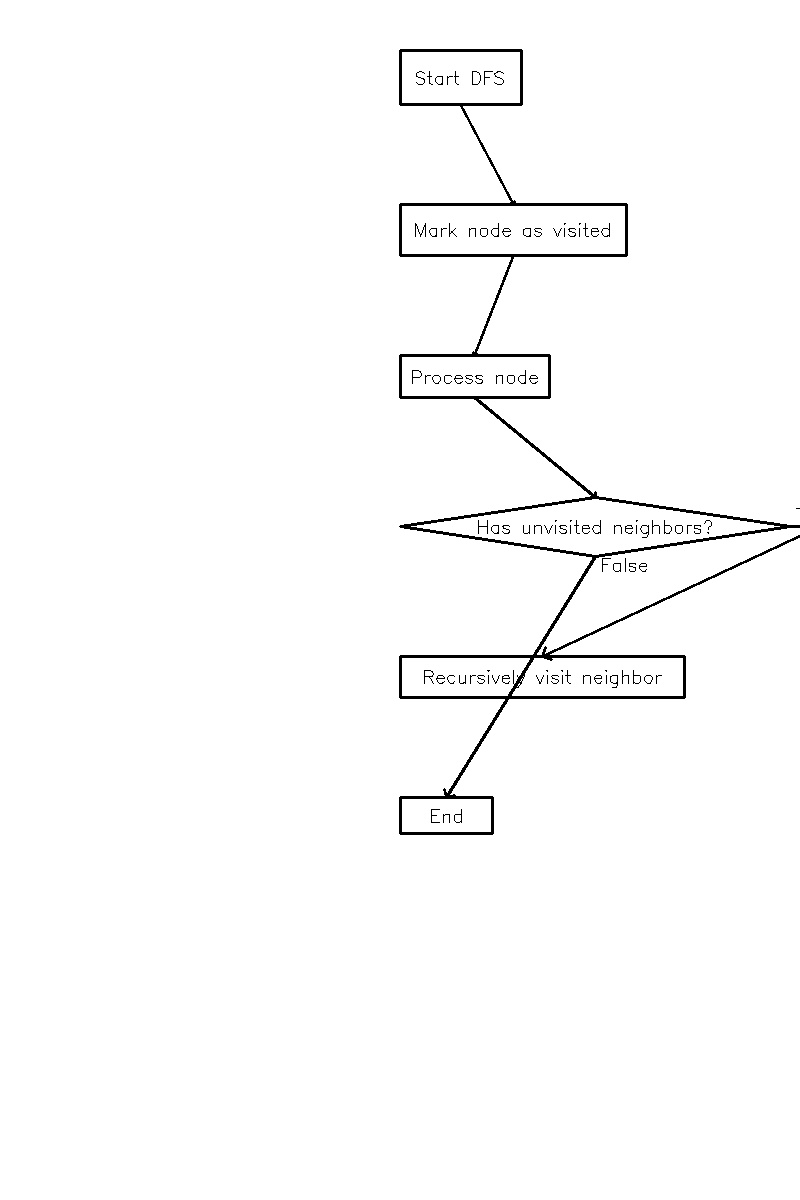 Start DFS
Mark node as visited
Process node
Has unvisited neighbors?
False
Recursively visit neighbor
End